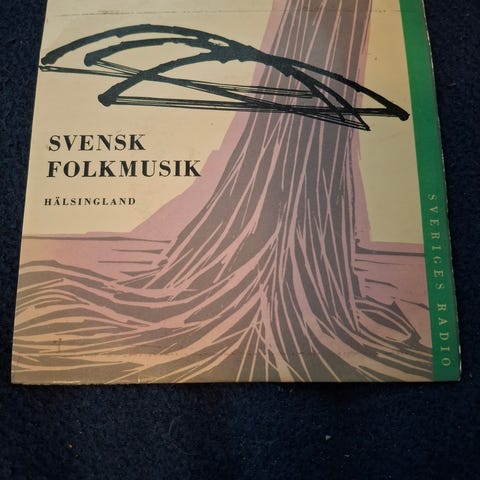 SVENSK
FOLKMUSIK
HÄLSINGLAND
SVERIGES RADIO